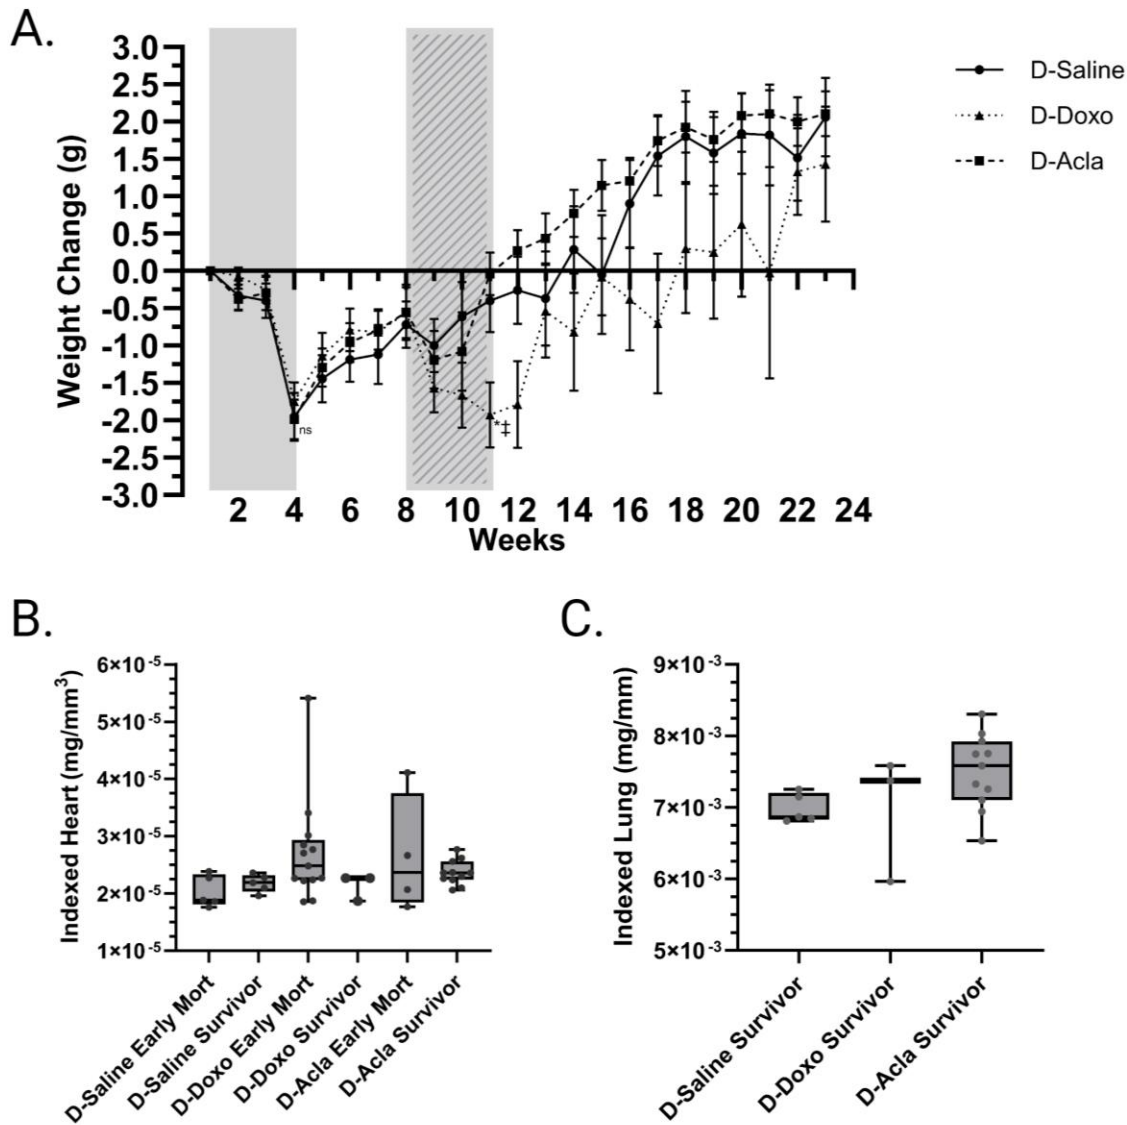 A.
3.0
2.5
2.0
1.5
1.0
0.5
0.0
-0.5
-1.0
-1.5
-2.0
-2.5
-3.0
Weight Change (g)
ns
*‡
2 4 6 8 10 12 14 16 18 20 22 24
Weeks
D-Saline
D-Doxo
D-Acla
B.
6×10⁻⁵
5×10⁻⁵
4×10⁻⁵
3×10⁻⁵
2×10⁻⁵
1×10⁻⁵
Indexed Heart (mg/mm³)
D-Saline Early Mort
D-Saline Survivor
D-Doxo Early Mort
D-Doxo Survivor
D-Acla Early Mort
D-Acla Survivor
C.
9×10⁻³
8×10⁻³
7×10⁻³
6×10⁻³
5×10⁻³
Indexed Lung (mg/mm)
D-Saline Survivor
D-Doxo Survivor
D-Acla Survivor